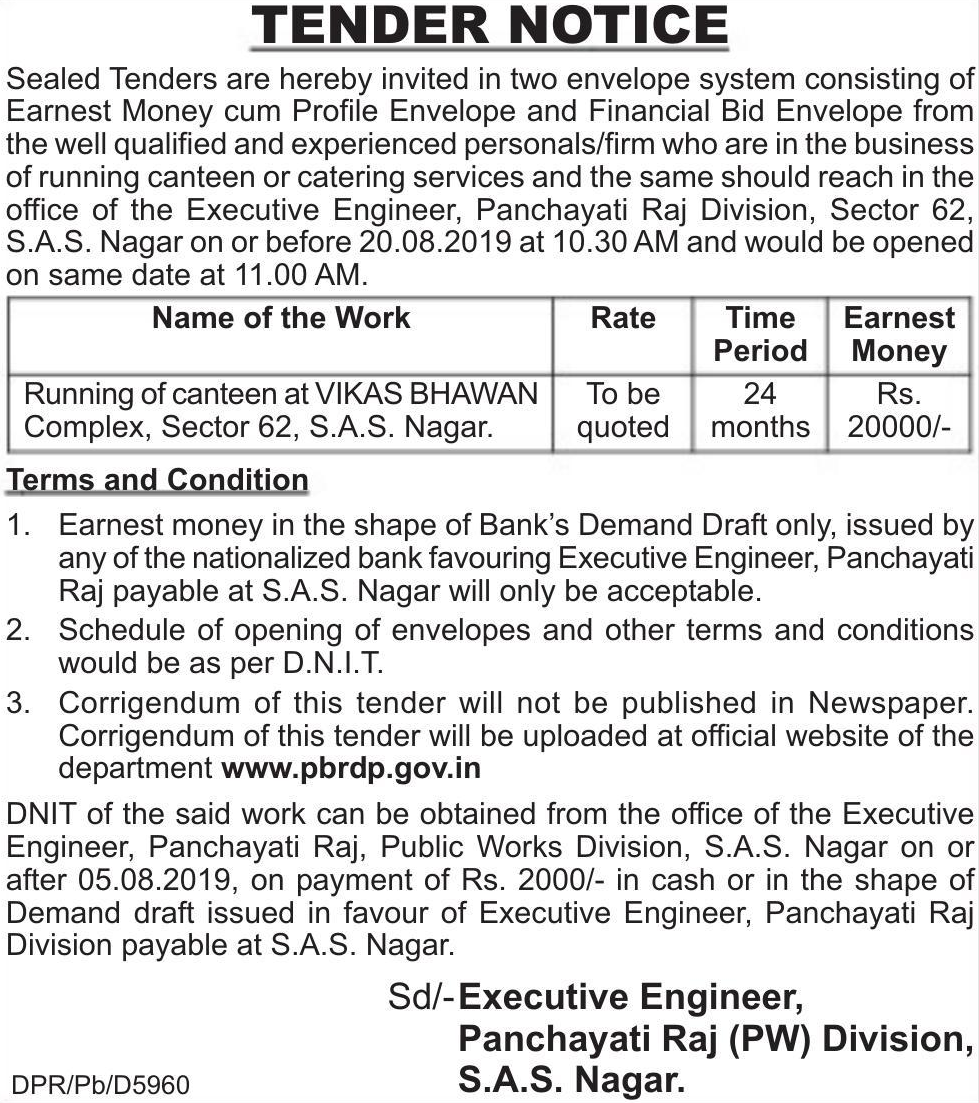 TENDER NOTICE
Sealed Tenders are hereby invited in two envelope system consisting of
Earnest Money cum Profile Envelope and Financial Bid Envelope from
the well qualified and experienced personals/firm who are in the business
of running canteen or catering services and the same should reach in the
office of the Executive Engineer, Panchayati Raj Division, Sector 62,
S.A.S. Nagar on or before 20.08.2019 at 10.30 AM and would be opened
on same date at 11.00 AM.
Name of the Work Rate Time Earnest
Period Money
Running of canteen at VIKAS BHAWAN To be 24 Rs.
Complex, Sector 62, S.A.S. Nagar. quoted months 20000/-
Terms and Condition
1. Earnest money in the shape of Bank's Demand Draft only, issued by
any of the nationalized bank favouring Executive Engineer, Panchayati
Raj payable at S.A.S. Nagar will only be acceptable.
2. Schedule of opening of envelopes and other terms and conditions
would be as per D.N.I.T.
3. Corrigendum of this tender will not be published in Newspaper.
Corrigendum of this tender will be uploaded at official website of the
department www.pbrdp.gov.in
DNIT of the said work can be obtained from the office of the Executive
Engineer, Panchayati Raj, Public Works Division, S.A.S. Nagar on or
after 05.08.2019, on payment of Rs. 2000/- in cash or in the shape of
Demand draft issued in favour of Executive Engineer, Panchayati Raj
Division payable at S.A.S. Nagar.
Sd/-Executive Engineer,
Panchayati Raj (PW) Division,
DPR/Pb/D5960 S.A.S. Nagar.